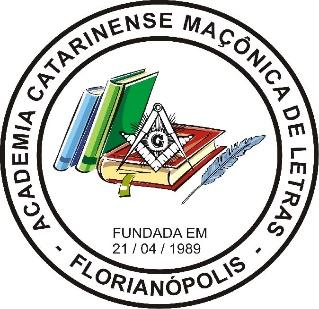 ACADEMIA CATARINENSE MAÇÔNICA DE LETRAS
G
FUNDADA EM
21 / 04 / 1989
- FLORIANÓPOLIS -